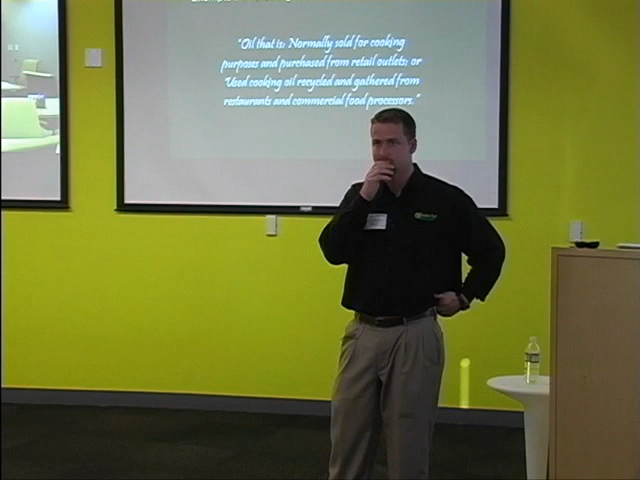 "Oil that is: Normally sold for cooking
purposes and purchased from retail outlets; or
Used cooking oil recycled and gathered from
restaurants and commercial food processors."